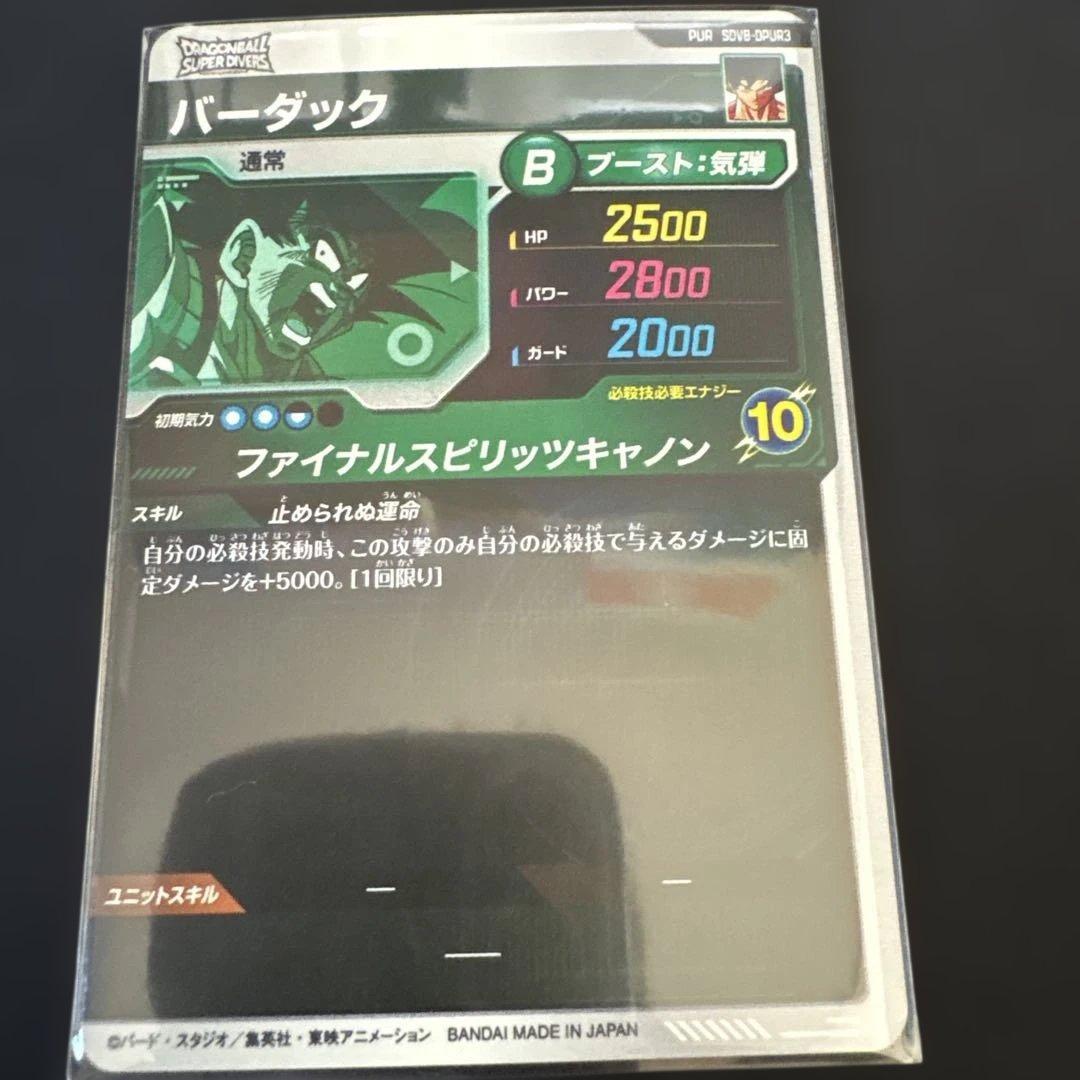 DRAGONBALL
SUPER DIVERS
PUR SDV8-DPUR3
バーダック
通常
B ブースト:気弾
HP 2500
パワー 2800
ガード 2000
必殺技必要エナジー
10
初期気力
ファイナルスピリッツキャノン
スキル 止められぬ運命
自分の必殺技発動時、この攻撃のみ自分の必殺技で与えるダメージに固
定ダメージを+5000。[1回限り]
ユニットスキル ー ー
ー
©バード・スタジオ/集英社・東映アニメーション BANDAI MADE IN JAPAN